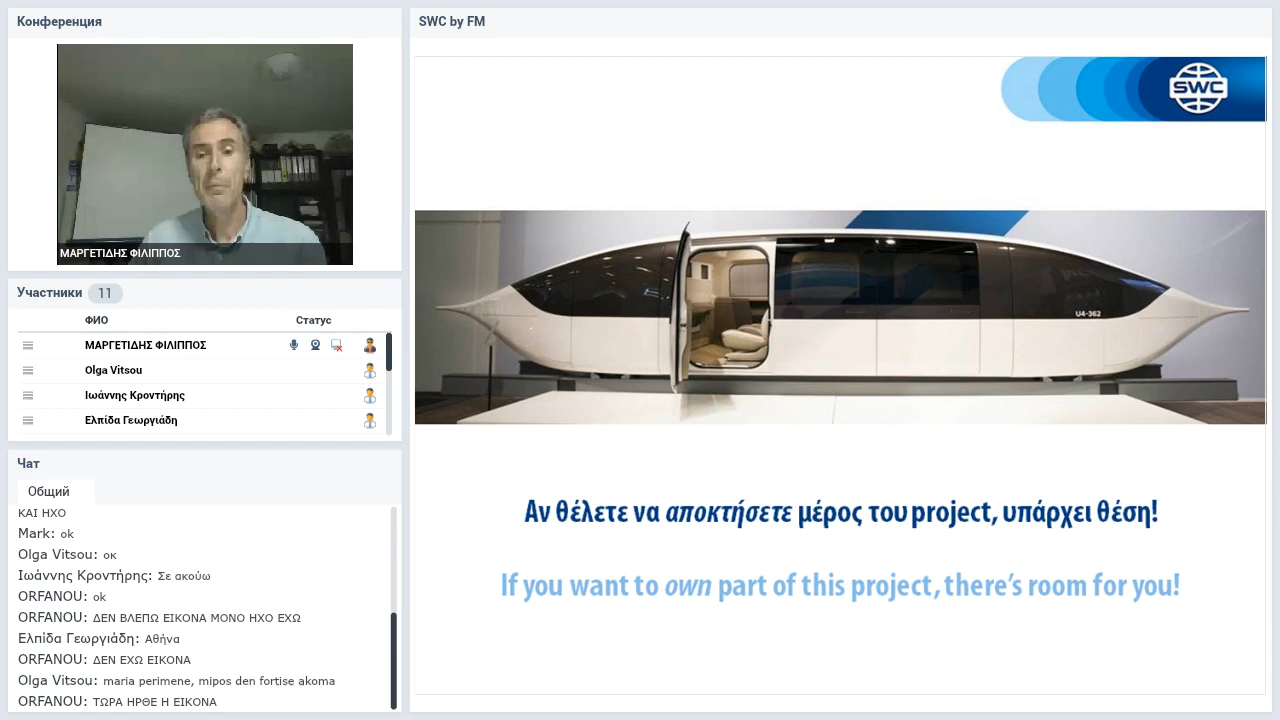 Конференция
ΜΑΡΓΕΤΙΔΗΣ ΦΙΛΙΠΠΟΣ
Участники 11
ФИО Статус
ΜΑΡΓΕΤΙΔΗΣ ΦΙΛΙΠΠΟΣ
Olga Vitsou
Ιωάννης Κροντήρης
Ελπίδα Γεωργιάδη
Чат
Общий
ΚΑΙ ΗΧΟ
Mark: ok
Olga Vitsou: οκ
Ιωάννης Κροντήρης: Σε ακούω
ORFANOU: ok
ORFANOU: ΔΕΝ ΒΛΕΠΩ ΕΙΚΟΝΑ ΜΟΝΟ ΗΧΟ ΕΧΩ
Ελπίδα Γεωργιάδη: Αθήνα
ORFANOU: ΔΕΝ ΕΧΩ ΕΙΚΟΝΑ
Olga Vitsou: maria perimene, mipos den fortise akoma
ORFANOU: ΤΩΡΑ ΗΡΘΕ Η ΕΙΚΟΝΑ
SWC by FM
SWC
U4-362
Αν θέλετε να αποκτήσετε μέρος του project, υπάρχει θέση!
If you want to own part of this project, there's room for you!